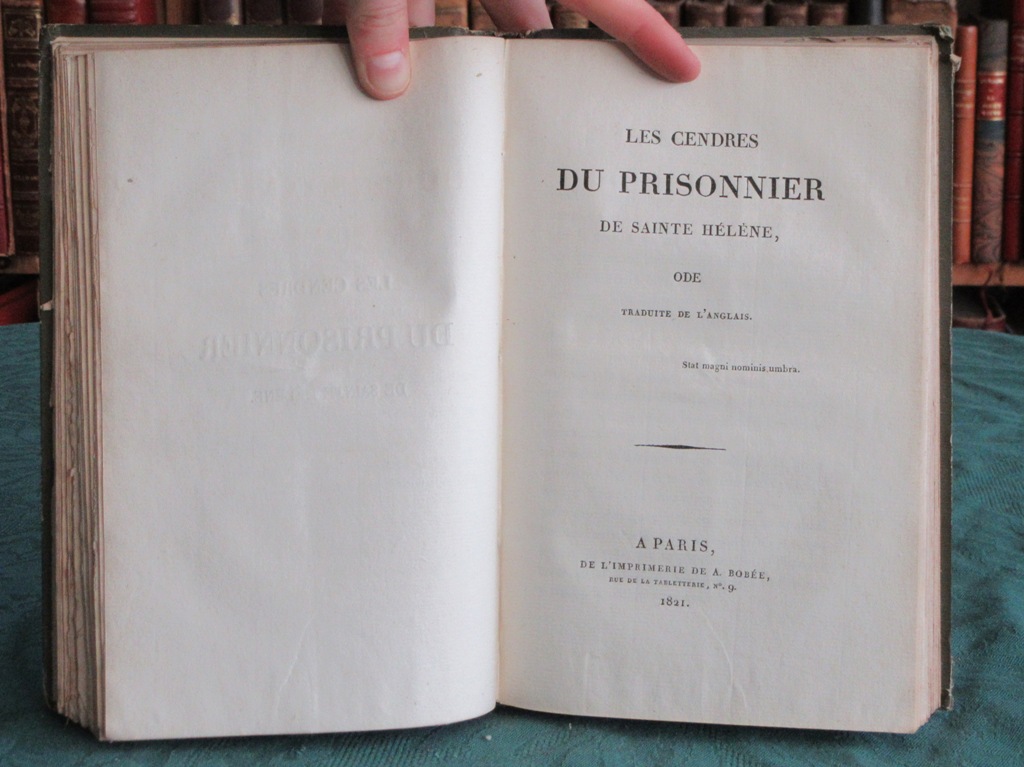 LES CENDRES
DU PRISONNIER
DE SAINTE HÉLÉNE,
ODE
TRADUITE DE L'ANGLAIS.
Stat magni nominis umbra.
A PARIS,
DE L'IMPRIMERIE DE A. BOBÉE,
RUE DE LA TABLETTERIE, Nº. 9.
1821.